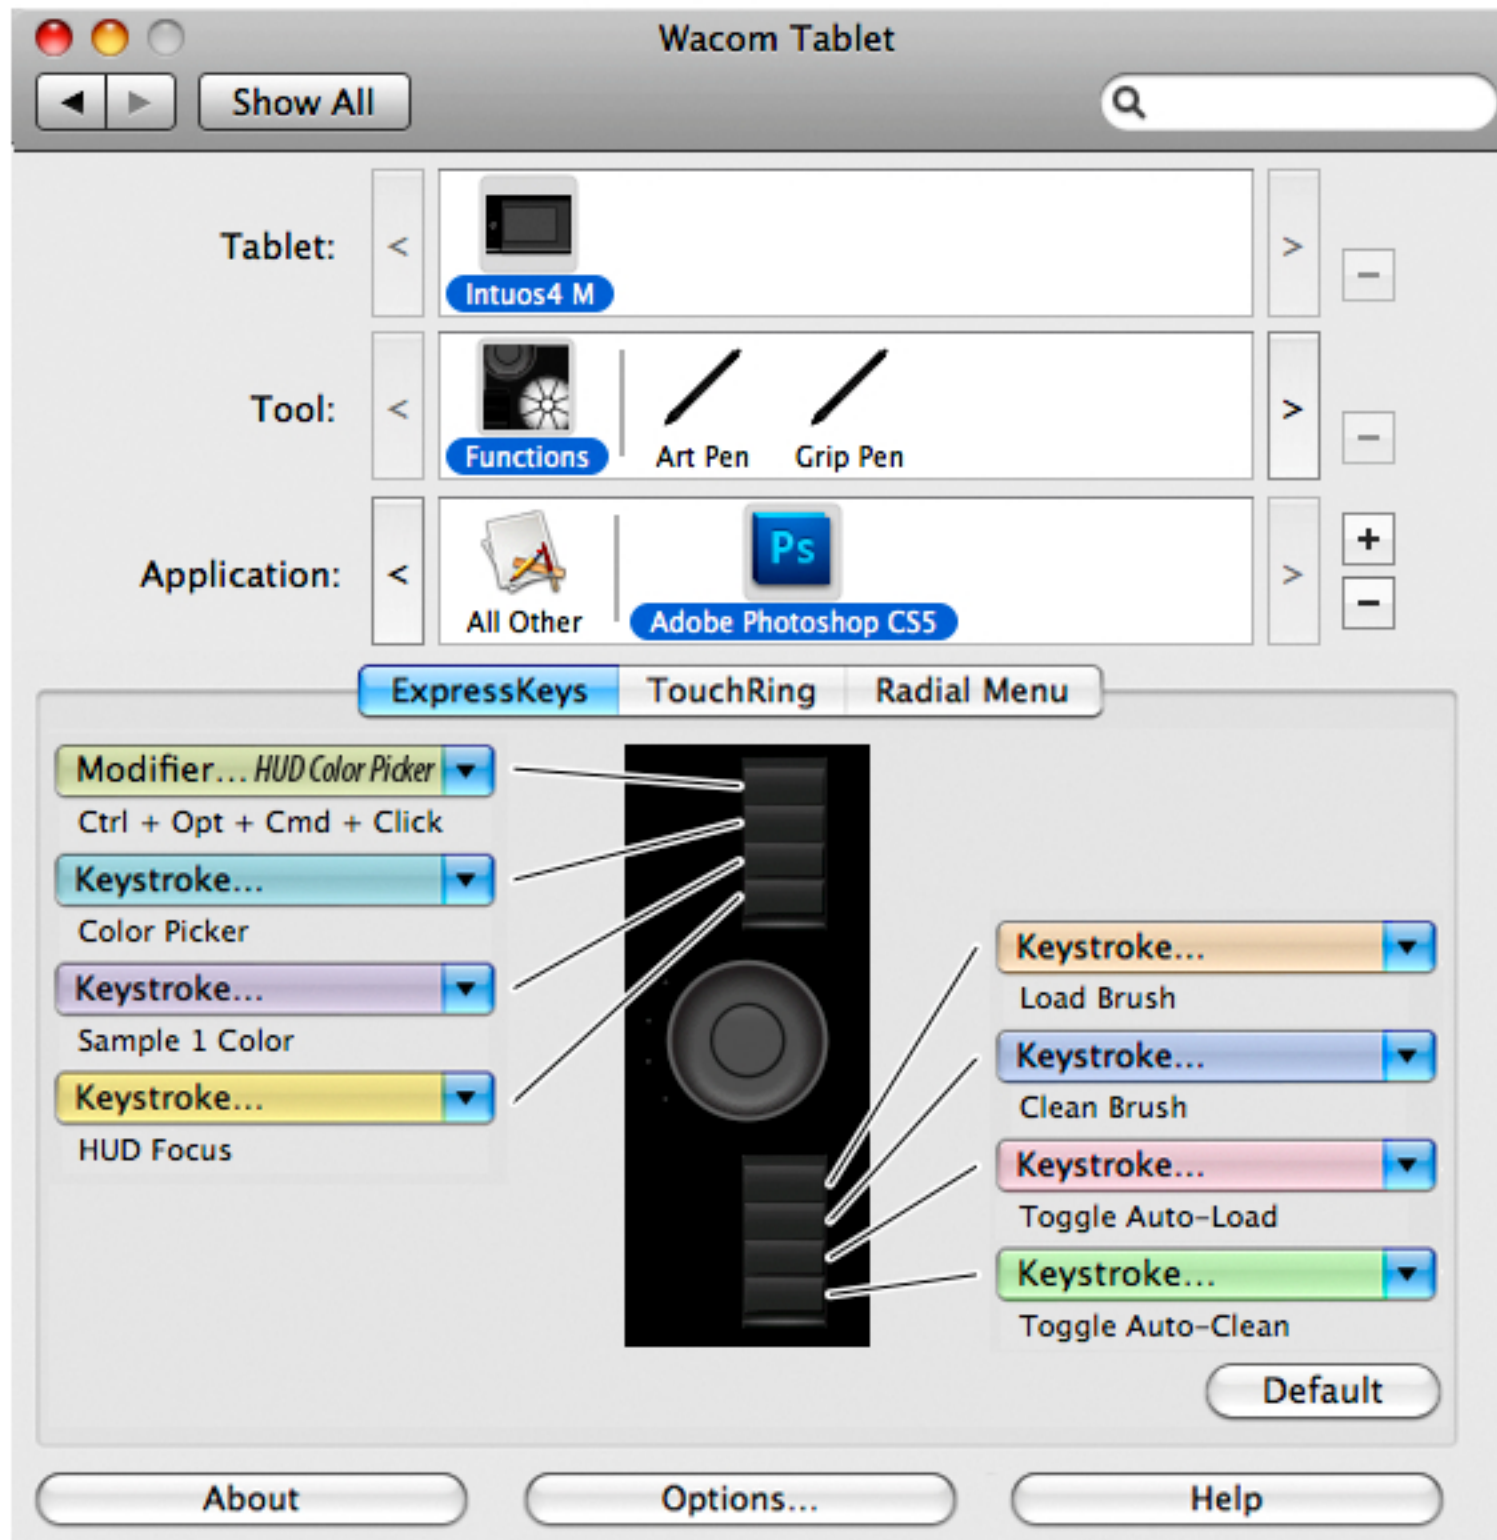 Wacom Tablet
Show All
Tablet:
<
Intuos4 M
>
−
Tool:
<
Functions
Art Pen
Grip Pen
>
−
Application:
<
All Other
Ps
Adobe Photoshop CS5
>
+
−
ExpressKeys TouchRing Radial Menu
Modifier... HUD Color Picker
Ctrl + Opt + Cmd + Click
Keystroke...
Color Picker
Keystroke...
Sample 1 Color
Keystroke...
HUD Focus
Keystroke...
Load Brush
Keystroke...
Clean Brush
Keystroke...
Toggle Auto-Load
Keystroke...
Toggle Auto-Clean
Default
About Options... Help